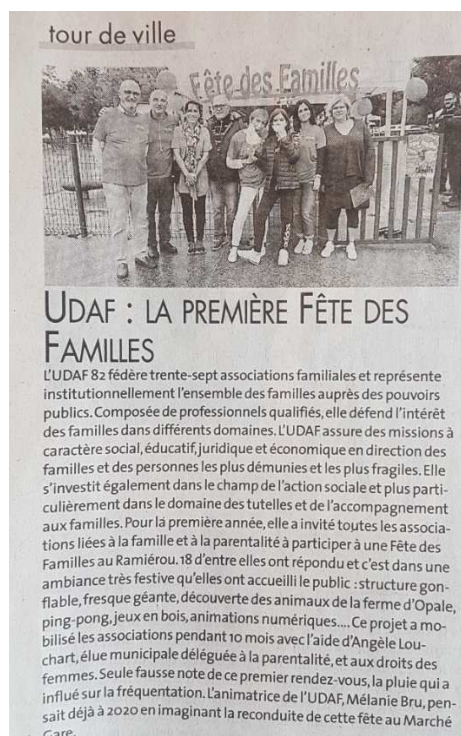 tour de ville
Fête des Familles
UDAF : LA PREMIÈRE FÊTE DES
FAMILLES
L'UDAF 82 fédère trente-sept associations familiales et représente
institutionnellement l'ensemble des familles auprès des pouvoirs
publics. Composée de professionnels qualifiés, elle défend l'intérêt
des familles dans différents domaines. L'UDAF assure des missions à
caractère social, éducatif, juridique et économique en direction des
familles et des personnes les plus démunies et les plus fragiles. Elle
s'investit également dans le champ de l'action sociale et plus parti-
culièrement dans le domaine des tutelles et de l'accompagnement
aux familles. Pour la première année, elle a invité toutes les associa-
tions liées à la famille et à la parentalité à participer à une Fête des
Familles au Ramiérou. 18 d'entre elles ont répondu et c'est dans une
ambiance très festive qu'elles ont accueilli le public : structure gon-
flable, fresque géante, découverte des animaux de la ferme d'Opale,
ping-pong, jeux en bois, animations numériques.... Ce projet a mo-
bilisé les associations pendant 10 mois avec l'aide d'Angèle Lou-
chart, élue municipale déléguée à la parentalité, et aux droits des
femmes. Seule fausse note de ce premier rendez-vous, la pluie qui a
influé sur la fréquentation. L'animatrice de l'UDAF, Mélanie Bru, pen-
sait déjà à 2020 en imaginant la reconduite de cette fête au Marché
Gare.